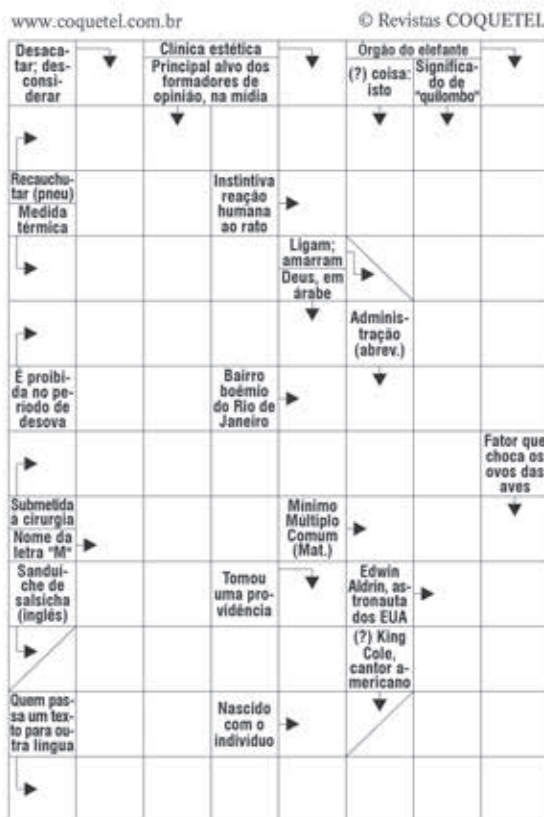 www.coquetel.com.br
© Revistas COQUETEL
Desaca-
tar; des-
consi-
derar
Clínica estética
Principal alvo dos
formadores de
opinião, na mídia
Órgão do elefante
(?) coisa:
isto
Significa-
do de
"quilombo"
Recauchu-
tar (pneu)
Medida
térmica
Instintiva
reação
humana
ao rato
Ligam;
amarram
Deus, em
árabe
Adminis-
tração
(abrev.)
É proibi-
da no pe-
ríodo de
desova
Bairro
boêmio
do Rio de
Janeiro
Fator que
choca os
ovos das
aves
Submetida
a cirurgia
Nome da
letra "M"
Mínimo
Múltiplo
Comum
(Mat.)
Sanduí-
che de
salsicha
(inglês)
Tomou
uma pro-
vidência
Edwin
Aldrin, as-
tronauta
dos EUA
(?) King
Cole,
cantor a-
mericano
Quem pas-
sa um tex-
to para ou-
tra língua
Nascido
com o
indivíduo